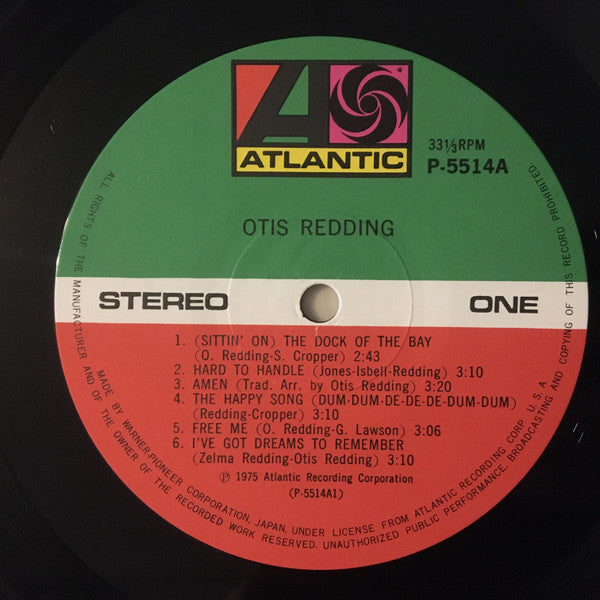 ATLANTIC
33⅓RPM
P-5514A
OTIS REDDING
STEREO
ONE
1. (SITTIN' ON) THE DOCK OF THE BAY
(O. Redding-S. Cropper) 2:43
2. HARD TO HANDLE (Jones-Isbell-Redding) 3:10
3. AMEN (Trad. Arr. by Otis Redding) 3:20
4. THE HAPPY SONG (DUM-DUM-DE-DE-DE-DUM-DUM)
(Redding-Cropper) 3:10
5. FREE ME (O. Redding-G. Lawson) 3:06
6. I'VE GOT DREAMS TO REMEMBER
(Zelma Redding-Otis Redding) 3:10
Ⓟ 1975 Atlantic Recording Corporation
(P-5514A1)
MADE BY WARNER-PIONEER CORPORATION, JAPAN, UNDER LICENSE FROM ATLANTIC RECORDING CORP. U.S.A.
ALL RIGHTS OF THE MANUFACTURER AND OF THE OWNER OF THE RECORDED WORK RESERVED. UNAUTHORIZED PUBLIC PERFORMANCE, BROADCASTING AND COPYING OF THIS RECORD PROHIBITED